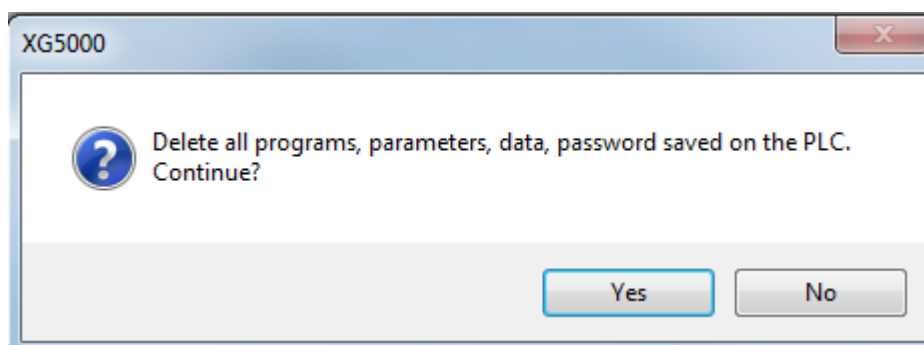 XG5000
Delete all programs, parameters, data, password saved on the PLC.
Continue?
Yes
No